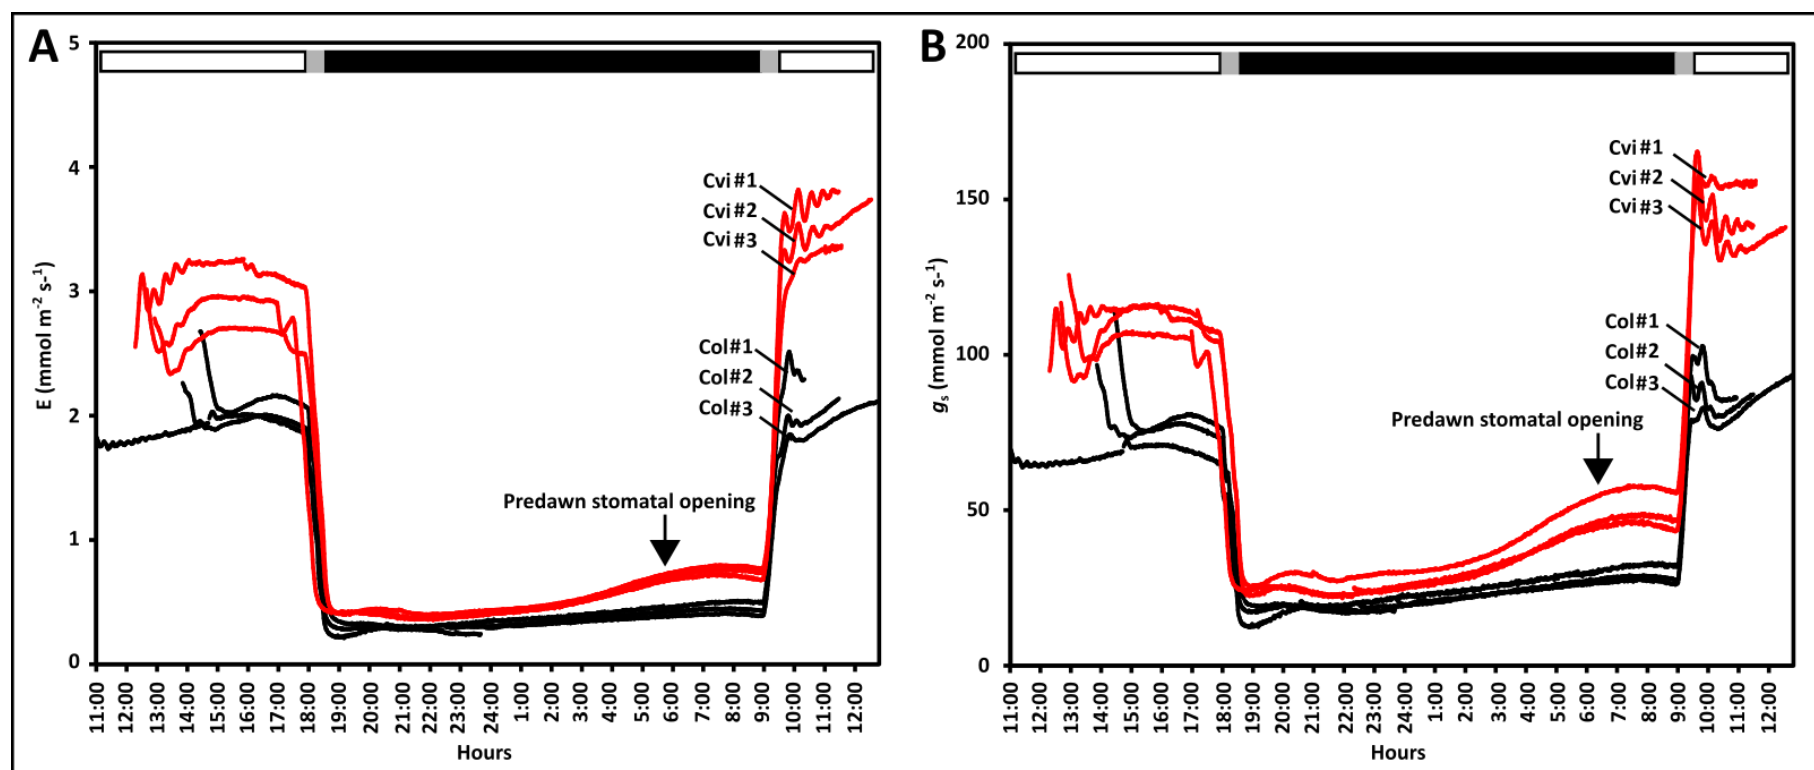 A
5
4
3
2
1
0
E (mmol m-2 s-1)
Cvi #1
Cvi #2
Cvi #3
Col #1
Col #2
Col #3
Predawn stomatal opening
11:00 12:00 13:00 14:00 15:00 16:00 17:00 18:00 19:00 20:00 21:00 22:00 23:00 24:00 1:00 2:00 3:00 4:00 5:00 6:00 7:00 8:00 9:00 10:00 11:00 12:00
Hours
B
200
150
100
50
0
gs (mmol m-2 s-1)
Cvi #1
Cvi #2
Cvi #3
Col #1
Col #2
Col #3
Predawn stomatal opening
11:00 12:00 13:00 14:00 15:00 16:00 17:00 18:00 19:00 20:00 21:00 22:00 23:00 24:00 1:00 2:00 3:00 4:00 5:00 6:00 7:00 8:00 9:00 10:00 11:00 12:00
Hours